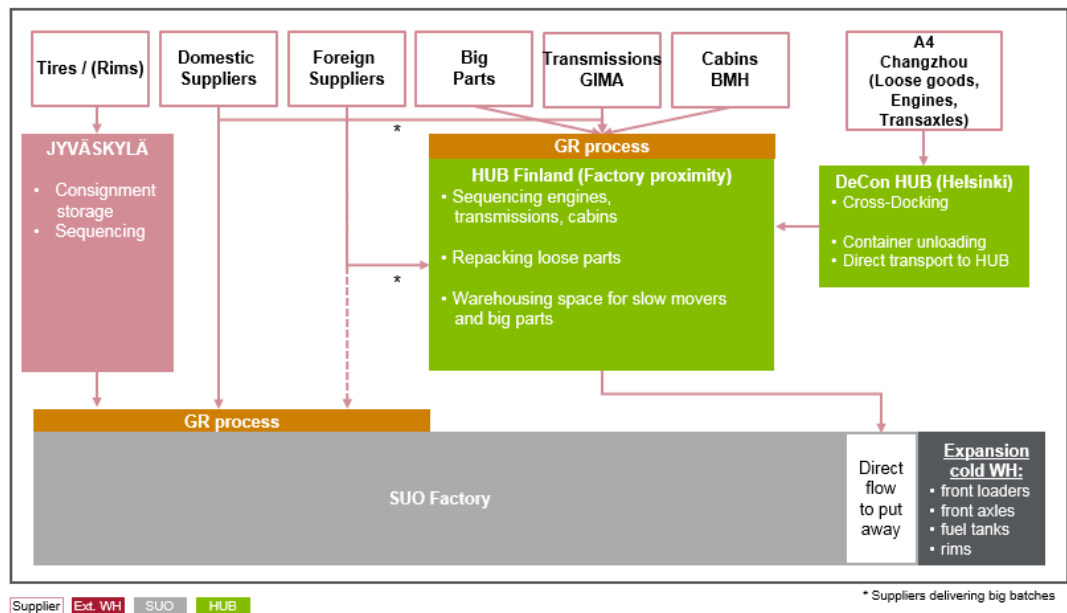 Tires / (Rims)
Domestic
Suppliers
Foreign
Suppliers
Big
Parts
Transmissions
GIMA
Cabins
BMH
A4
Changzhou
(Loose goods,
Engines,
Transaxles)
*
JYVÄSKYLÄ
• Consignment
storage
• Sequencing
GR process
HUB Finland (Factory proximity)
• Sequencing engines,
transmissions, cabins
• Repacking loose parts
• Warehousing space for slow movers
and big parts
*
DeCon HUB (Helsinki)
• Cross-Docking
• Container unloading
• Direct transport to HUB
GR process
SUO Factory
Direct
flow
to put
away
Expansion
cold WH:
• front loaders
• front axles
• fuel tanks
• rims
Supplier
Ext. WH
SUO
HUB
* Suppliers delivering big batches